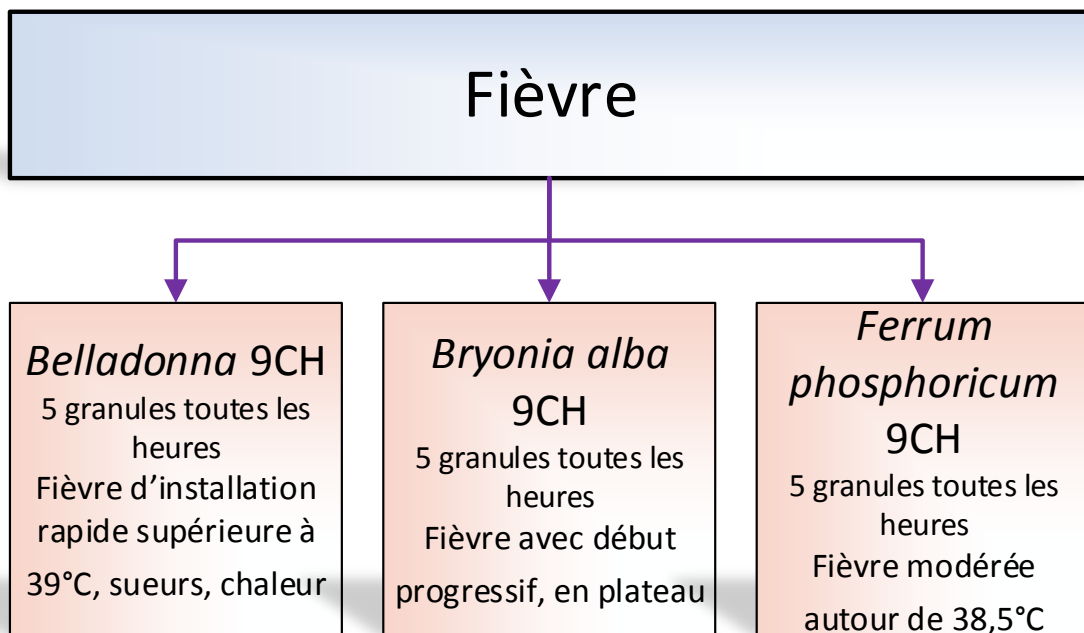 Fièvre
Belladonna 9CH
5 granules toutes les
heures
Fièvre d’installation
rapide supérieure à
39°C, sueurs, chaleur
Bryonia alba
9CH
5 granules toutes les
heures
Fièvre avec début
progressif, en plateau
Ferrum
phosphoricum
9CH
5 granules toutes les
heures
Fièvre modérée
autour de 38,5°C